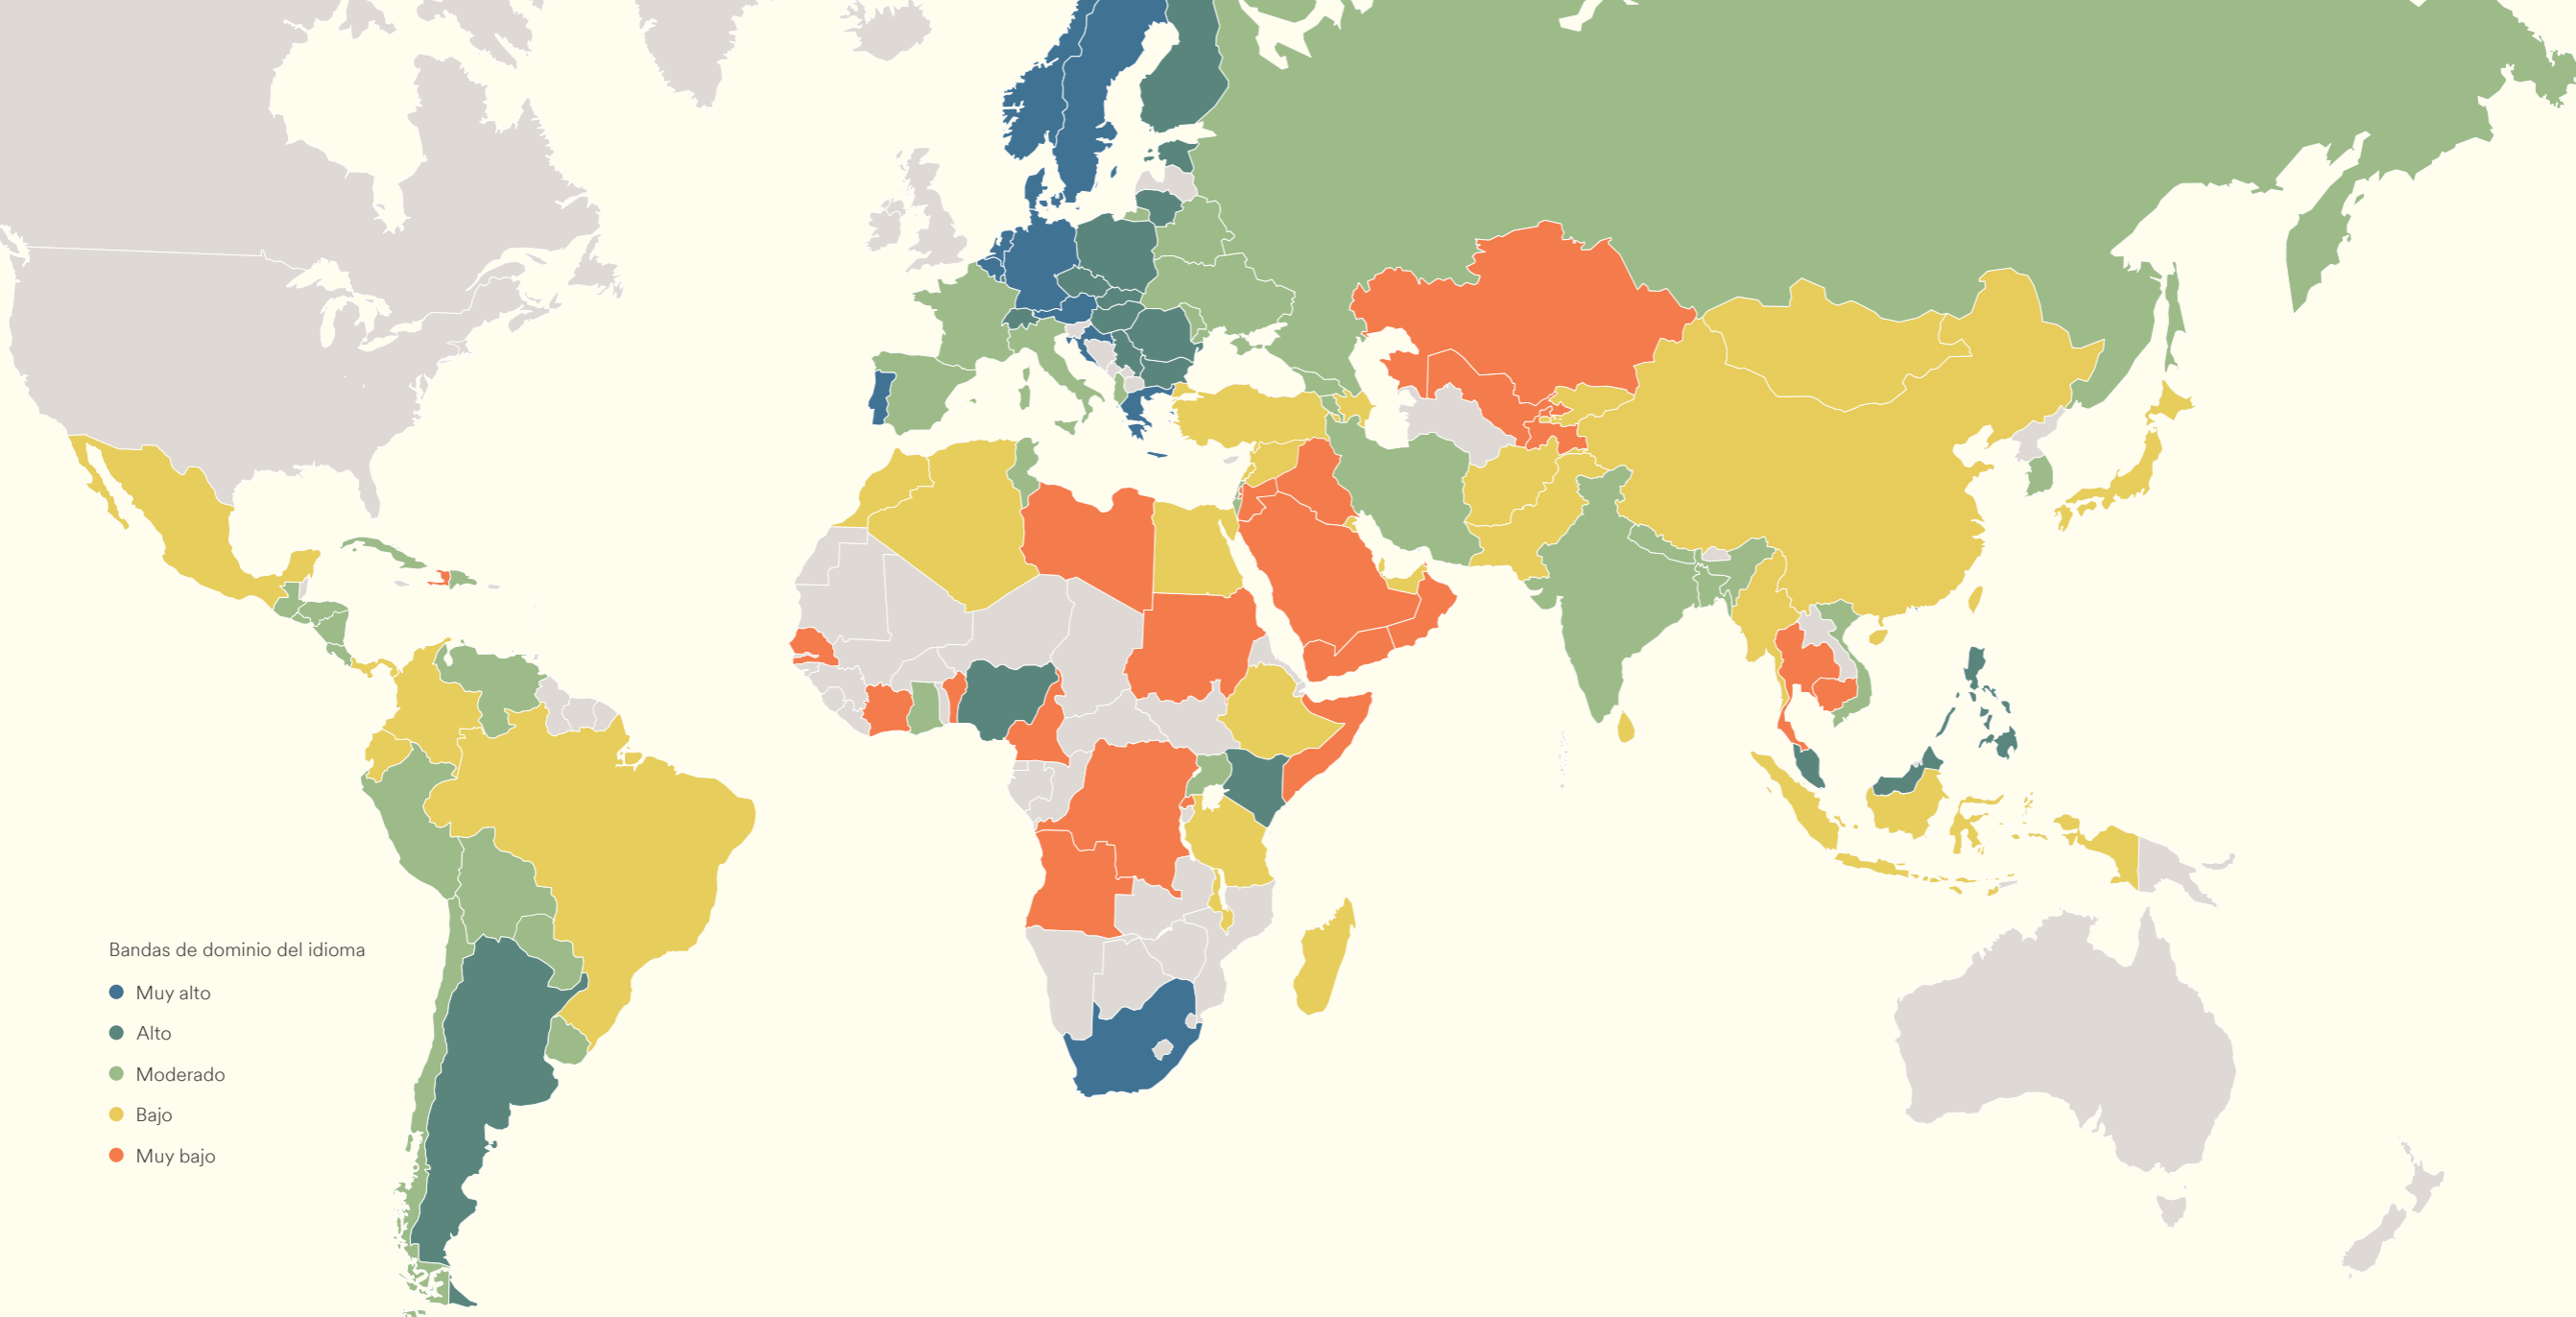 Bandas de dominio del idioma
Muy alto
Alto
Moderado
Bajo
Muy bajo